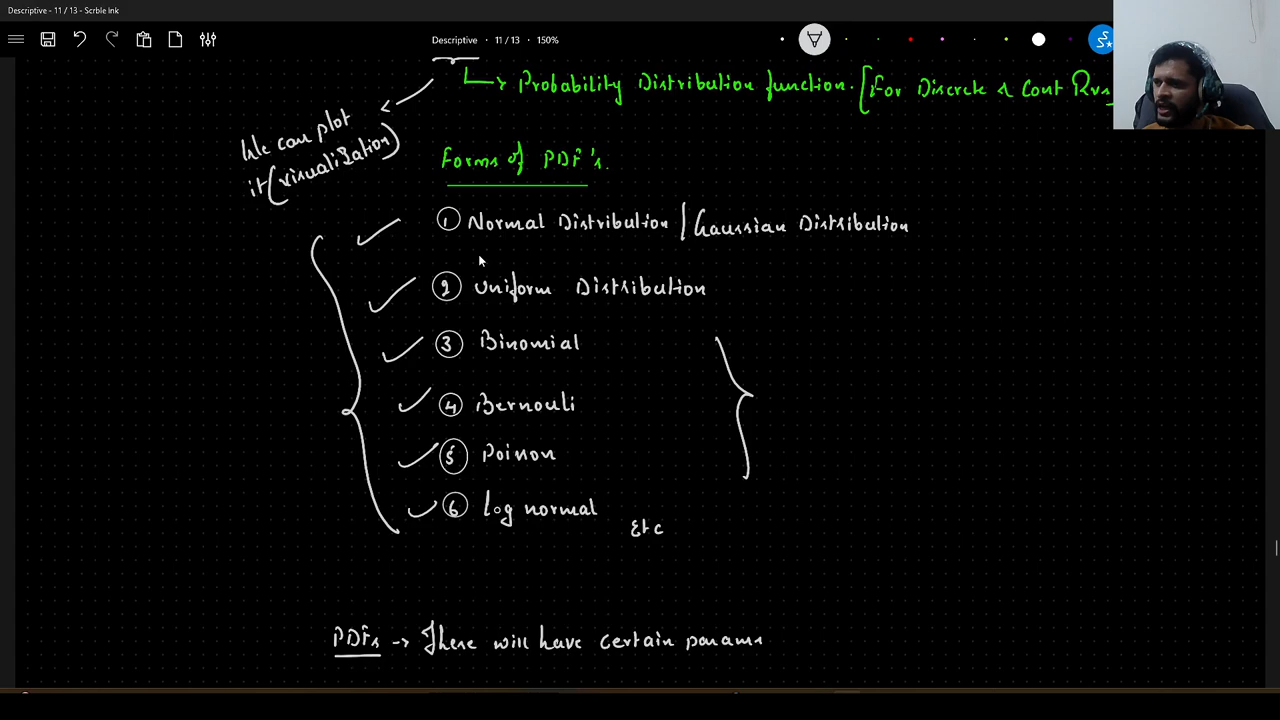 Descriptive - 11 / 13 - Scrble Ink
Descriptive • 11 / 13 • 150%
↳ Probability Distribution function. [For Discrete & Cont Rvs
We can plot
it (visualization)
Forms of PDF's.
① Normal Distribution | Gaussian Distribution
② Uniform Distribution
③ Binomial
④ Bernouli
⑤ Poisson
⑥ Log normal
Etc
PDFs → These will have certain params